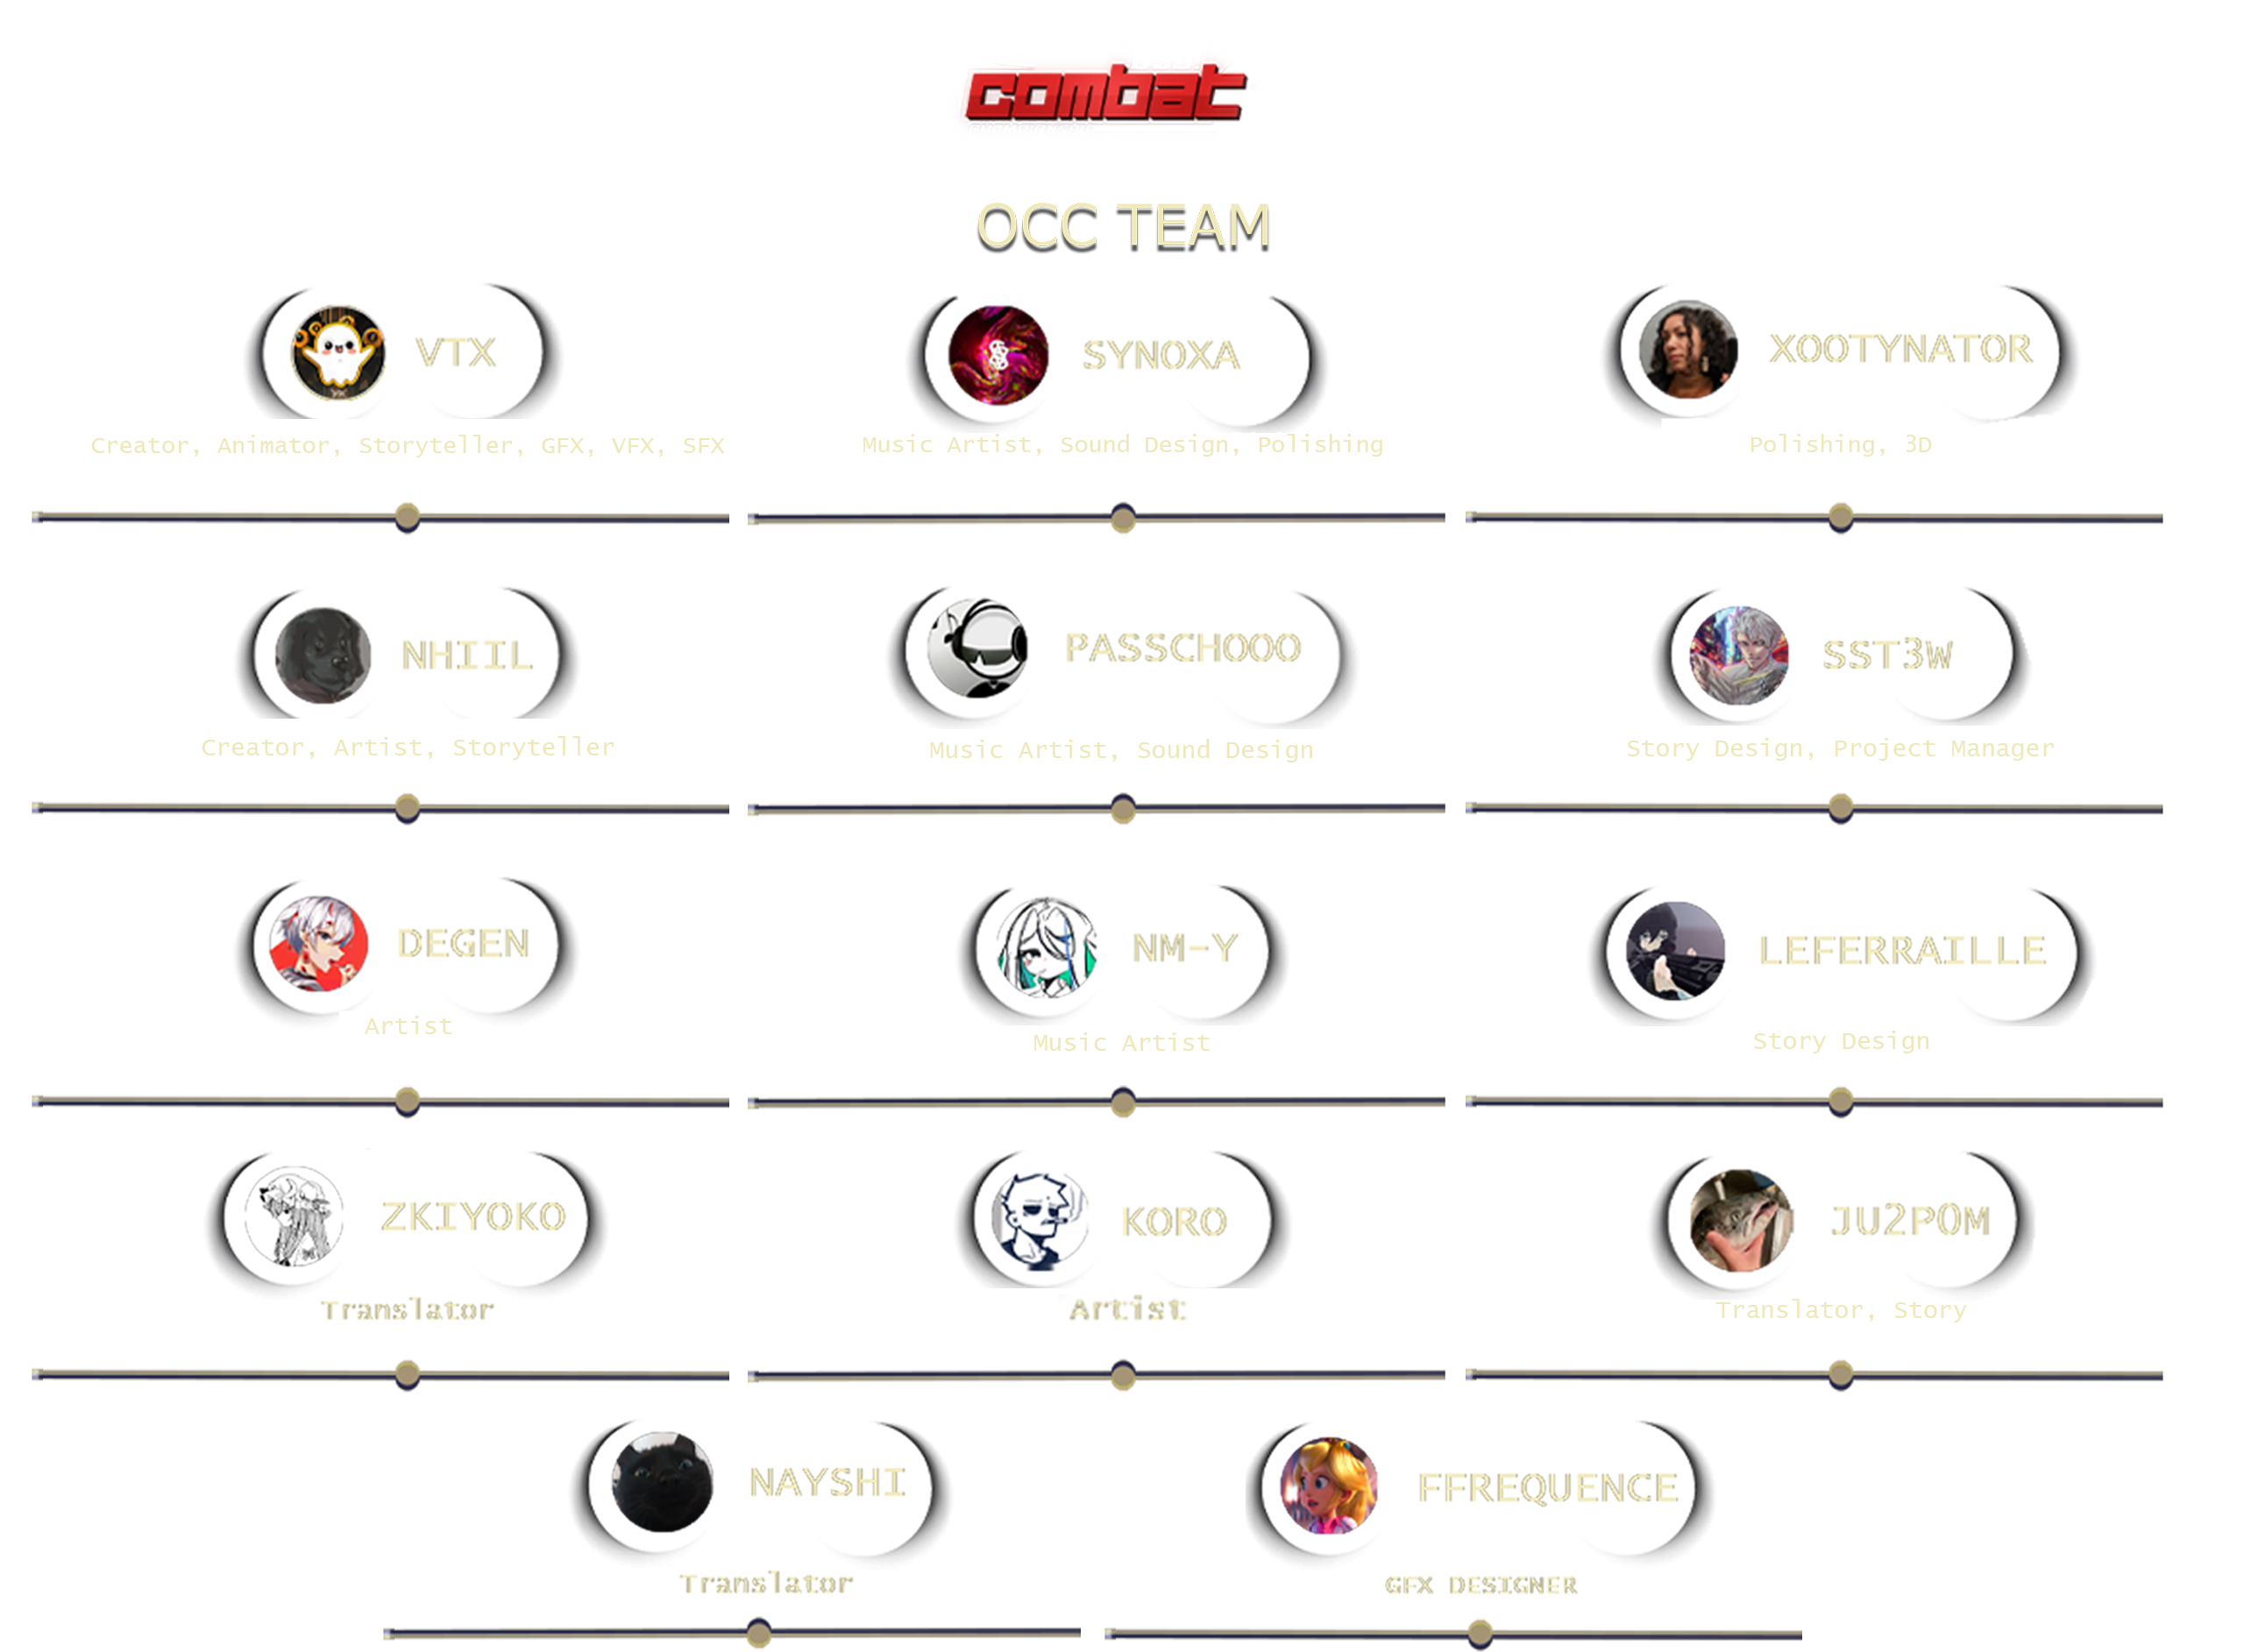 combat
OCC TEAM
VTX
Creator, Animator, Storyteller, GFX, VFX, SFX
SYNOXA
Music Artist, Sound Design, Polishing
XOOTYNATOR
Polishing, 3D
NHIIL
Creator, Artist, Storyteller
PASSCHOOO
Music Artist, Sound Design
SST3W
Story Design, Project Manager
DEGEN
Artist
NM-Y
Music Artist
LEFERRAILLE
Story Design
ZKIYOKO
Translator
KORO
Artist
JU2POM
Translator, Story
NAYSHI
Translator
FFREQUENCE
GFX DESIGNER